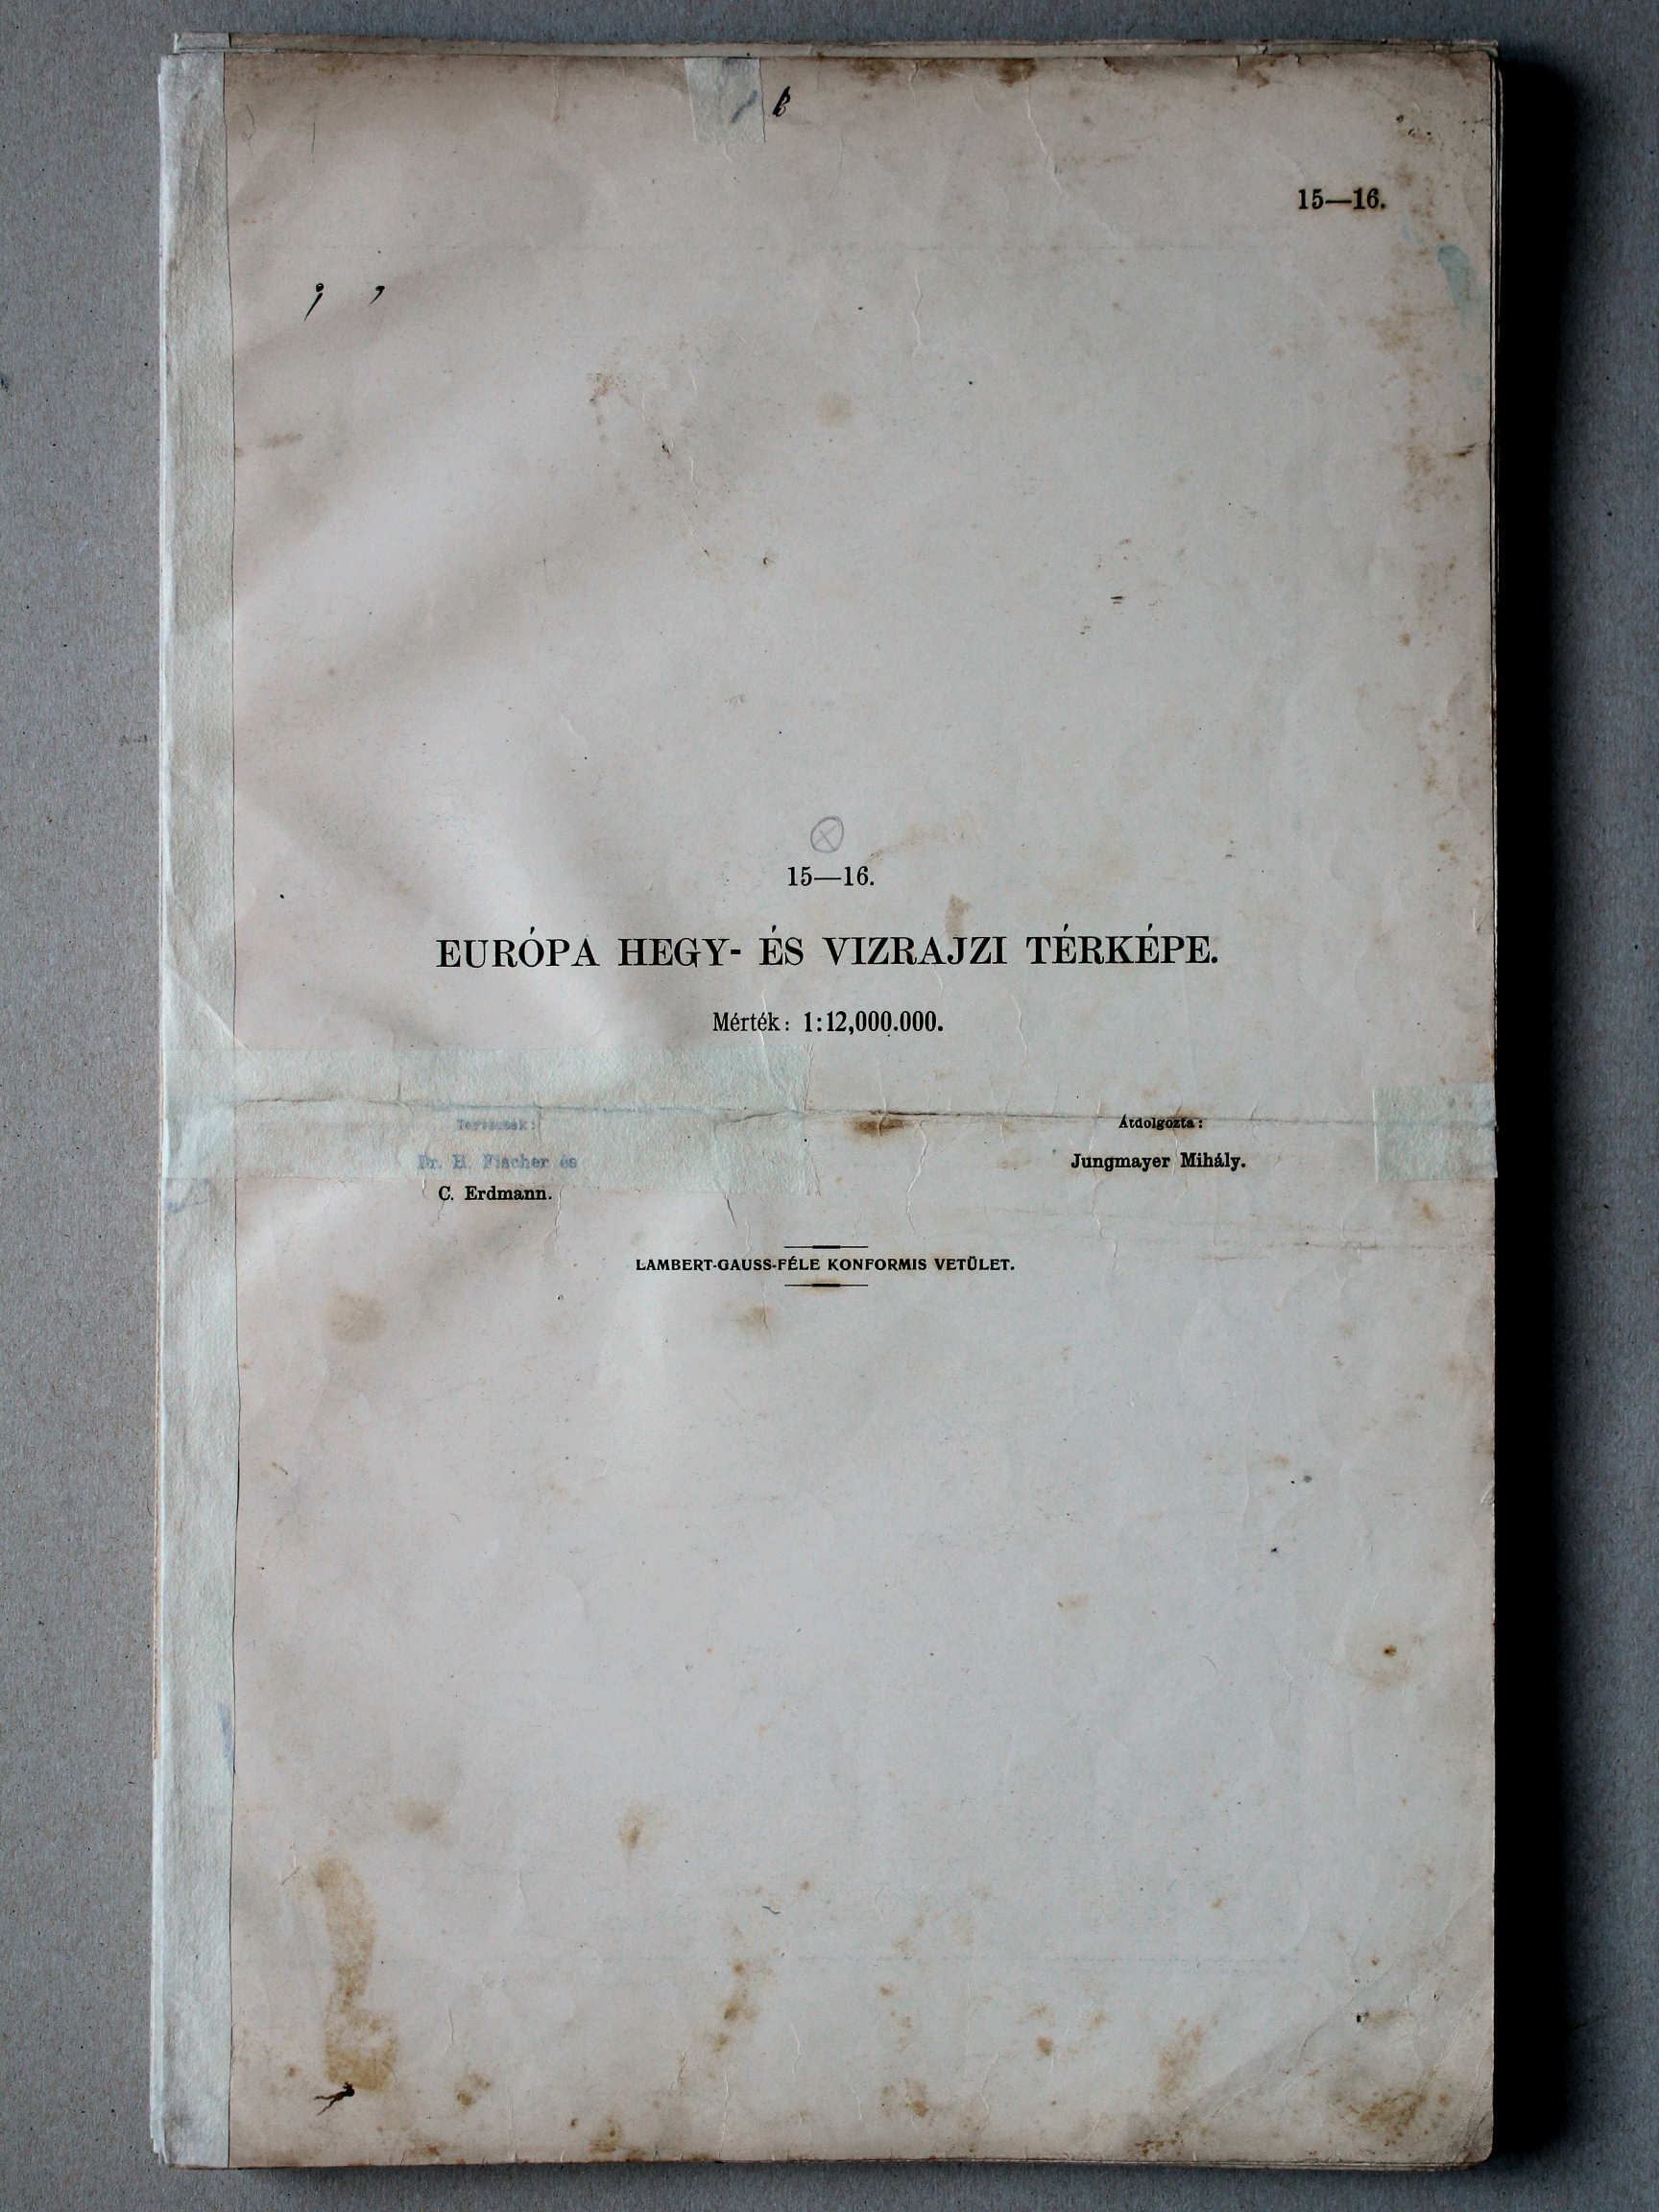 15—16.
15—16.
EURÓPA HEGY- ÉS VIZRAJZI TÉRKÉPE.
Mérték: 1:12,000.000.
Tervezték:
Dr. H. Fischer és
C. Erdmann.
Átdolgozta:
Jungmayer Mihály.
LAMBERT-GAUSS-FÉLE KONFORMIS VETÜLET.